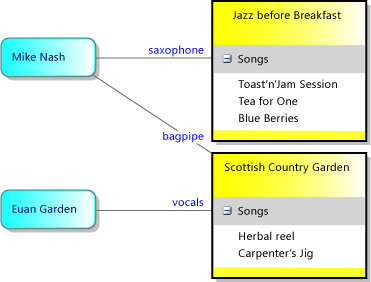 Jazz before Breakfast
saxophone
Mike Nash
Songs
Toast'n'Jam Session
Tea for One
Blue Berries
bagpipe
Scottish Country Garden
vocals
Euan Garden
Songs
Herbal reel
Carpenter's Jig